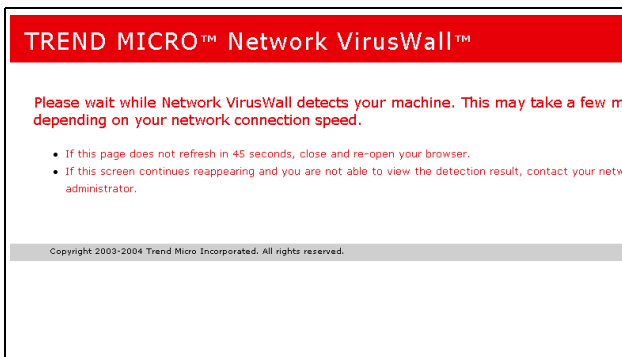 TREND MICRO™ Network VirusWall™
Please wait while Network VirusWall detects your machine. This may take a few
depending on your network connection speed.
• If this page does not refresh in 45 seconds, close and re-open your browser.
• If this screen continues reappearing and you are not able to view the detection result, contact your
administrator.
Copyright 2003-2004 Trend Micro Incorporated. All rights reserved.